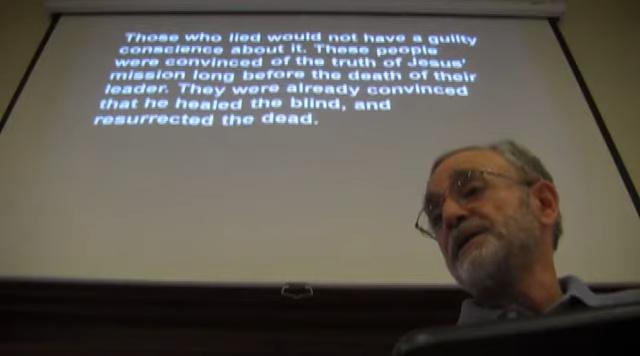 Those who lied would not have a guilty
conscience about it. These people
were convinced of the truth of Jesus'
mission long before the death of their
leader. They were already convinced
that he healed the blind, and
resurrected the dead.